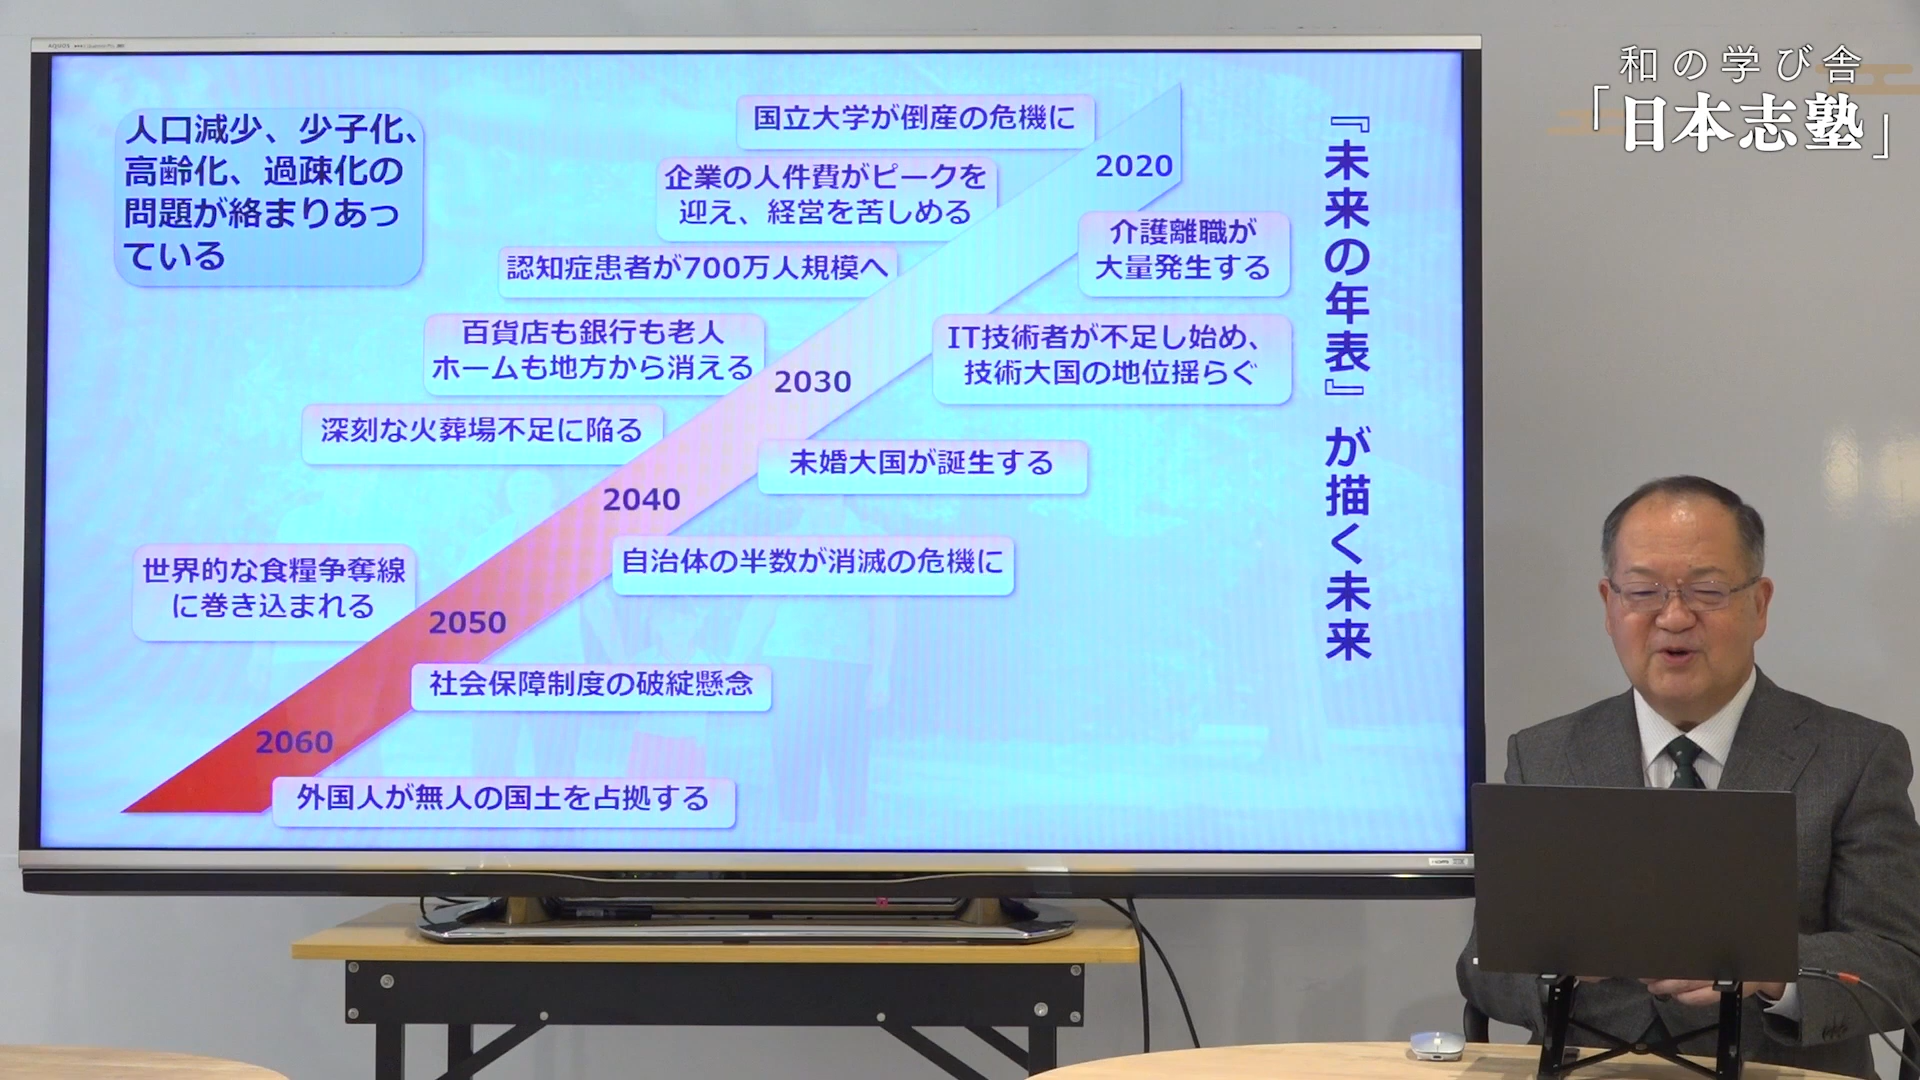 和の学び舎
「日本志塾」
『未来の年表』が描く未来
人口減少、少子化、
高齢化、過疎化の
問題が絡まりあっ
ている
国立大学が倒産の危機に
2020
企業の人件費がピークを
迎え、経営を苦しめる
介護離職が
大量発生する
認知症患者が700万人規模へ
IT技術者が不足し始め、
技術大国の地位揺らぐ
百貨店も銀行も老人
ホームも地方から消える
2030
深刻な火葬場不足に陥る
未婚大国が誕生する
2040
自治体の半数が消滅の危機に
世界的な食糧争奪線
に巻き込まれる
2050
社会保障制度の破綻懸念
2060
外国人が無人の国土を占拠する
AQUOS
HDMI